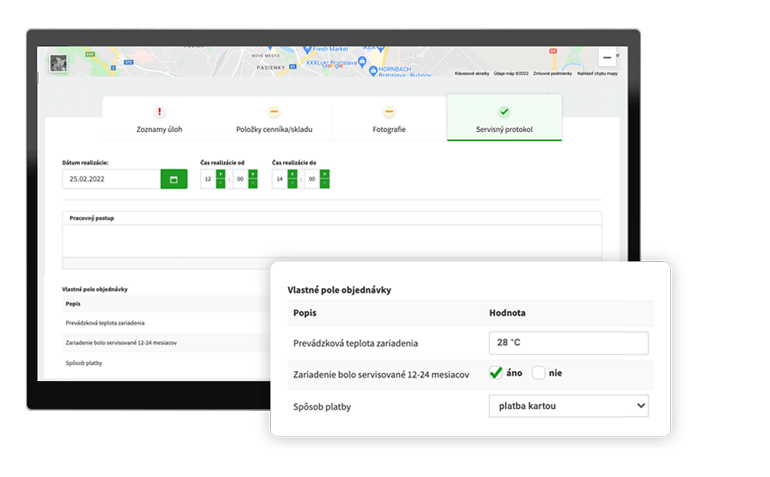 NOVÉ MESTO
Fresh Market
IKEA
XXXLutz Bratislava
PASIENKY
Google
HORNBACH
Klávesové skratky Údaje máp ©2022 Zmluvné podmienky Nahlásiť chybu mapy
Zoznamy úloh Položky cenníka/skladu Fotografie Servisný protokol
Dátum realizácie: Čas realizácie od Čas realizácie do
25.02.2022 12 : 00 14 : 00
Pracovný postup
Vlastné pole objednávky
Popis
Prevádzková teplota zariadenia
Zariadenie bolo servisované 12-24 mesiacov
Spôsob platby
Vlastné pole objednávky
Popis Hodnota
Prevádzková teplota zariadenia 28 °C
Zariadenie bolo servisované 12-24 mesiacov áno nie
Spôsob platby platba kartou